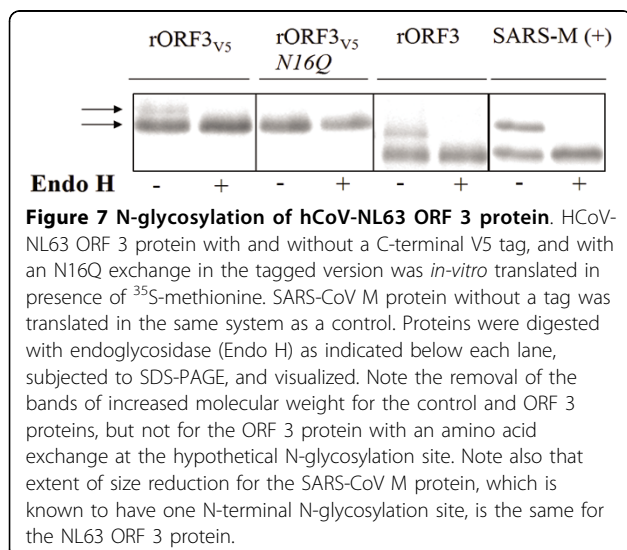 rORF3V5 rORF3V5 rORF3 SARS-M (+)
N16Q
Endo H - + - + - + - +
Figure 7 N-glycosylation of hCoV-NL63 ORF 3 protein. HCoV-
NL63 ORF 3 protein with and without a C-terminal V5 tag, and with
an N16Q exchange in the tagged version was in-vitro translated in
presence of 35S-methionine. SARS-CoV M protein without a tag was
translated in the same system as a control. Proteins were digested
with endoglycosidase (Endo H) as indicated below each lane,
subjected to SDS-PAGE, and visualized. Note the removal of the
bands of increased molecular weight for the control and ORF 3
proteins, but not for the ORF 3 protein with an amino acid
exchange at the hypothetical N-glycosylation site. Note also that
extent of size reduction for the SARS-CoV M protein, which is
known to have one N-terminal N-glycosylation site, is the same for
the NL63 ORF 3 protein.